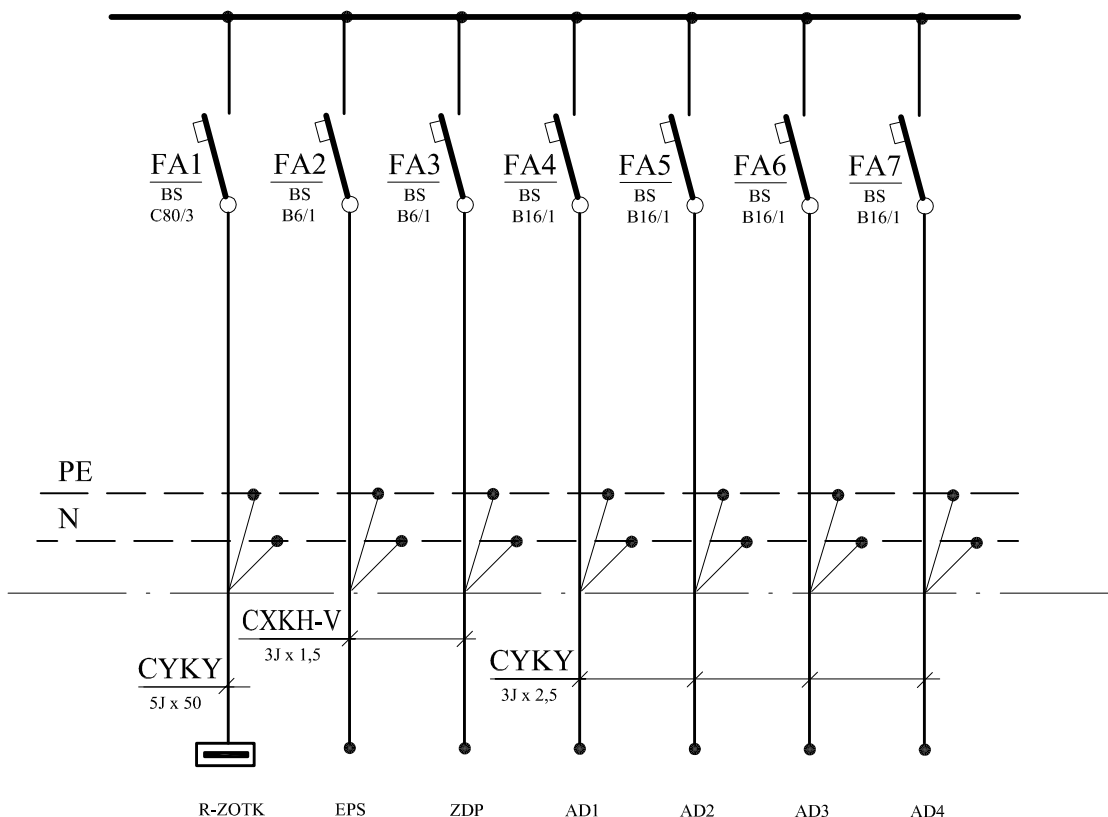 FA1
BS
C80/3
FA2
BS
B6/1
FA3
BS
B6/1
FA4
BS
B16/1
FA5
BS
B16/1
FA6
BS
B16/1
FA7
BS
B16/1
PE
N
CXKH-V
3J x 1,5
CYKY
5J x 50
CYKY
3J x 2,5
R-ZOTK
EPS
ZDP
AD1
AD2
AD3
AD4